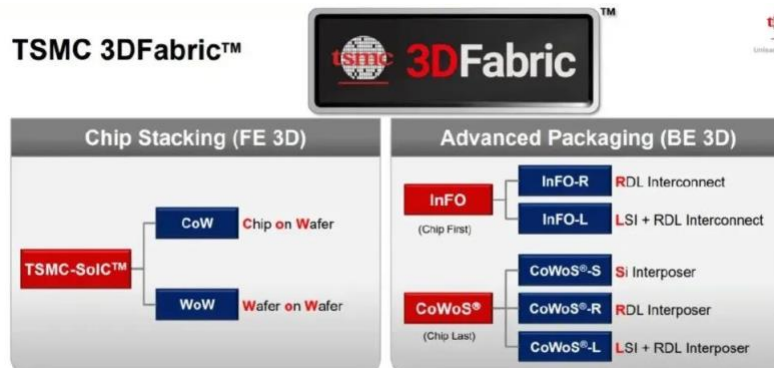 TSMC 3DFabric™
tsmc 3DFabric™
Chip Stacking (FE 3D)
TSMC-SoIC™
CoW
Chip on Wafer
WoW
Wafer on Wafer
Advanced Packaging (BE 3D)
InFO
(Chip First)
InFO-R
RDL Interconnect
InFO-L
LSI + RDL Interconnect
CoWoS®
(Chip Last)
CoWoS®-S
Si Interposer
CoWoS®-R
RDL Interposer
CoWoS®-L
LSI + RDL Interposer